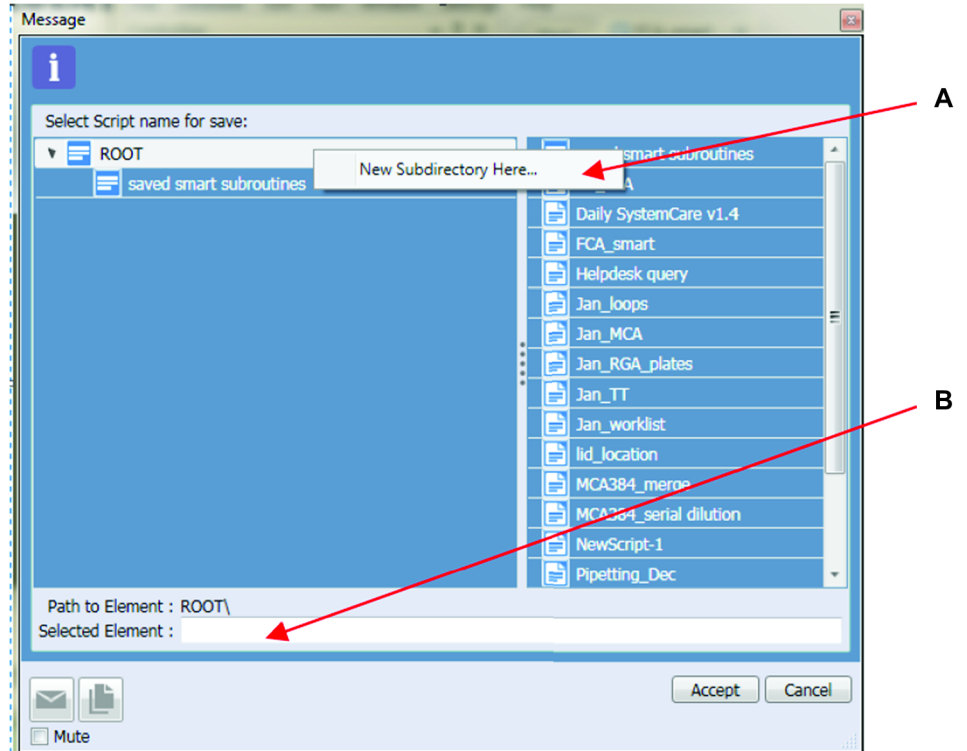 Message
i
A
Select Script name for save:
ROOT
saved smart subroutines
New Subdirectory Here...
smart subroutines
Daily SystemCare v1.4
FCA_smart
Helpdesk query
Jan_loops
Jan_MCA
Jan_RGA_plates
Jan_TT
B
Jan_worklist
lid_location
MCA384_merge
MCA384_serial dilution
NewScript-1
Pipetting_Dec
Path to Element : ROOT\
Selected Element :
Accept
Cancel
Mute